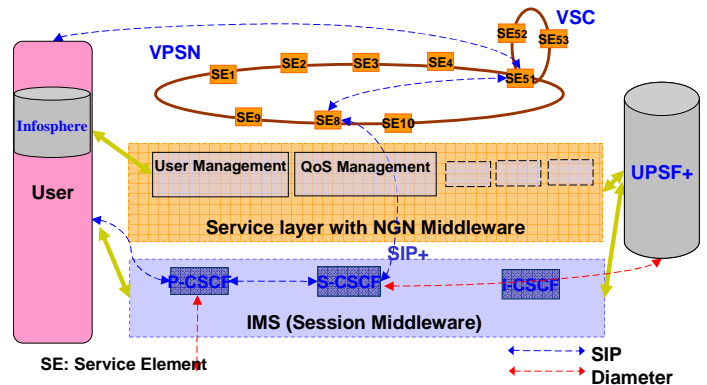 VSC
SE52
SE53
VPSN
SE1
SE2
SE3
SE4
SE51
SE9
SE8
SE10
Infosphere
User
User Management
QoS Management
UPSF+
Service layer with NGN Middleware
SIP+
P-CSCF
S-CSCF
I-CSCF
IMS (Session Middleware)
SE: Service Element
SIP
Diameter